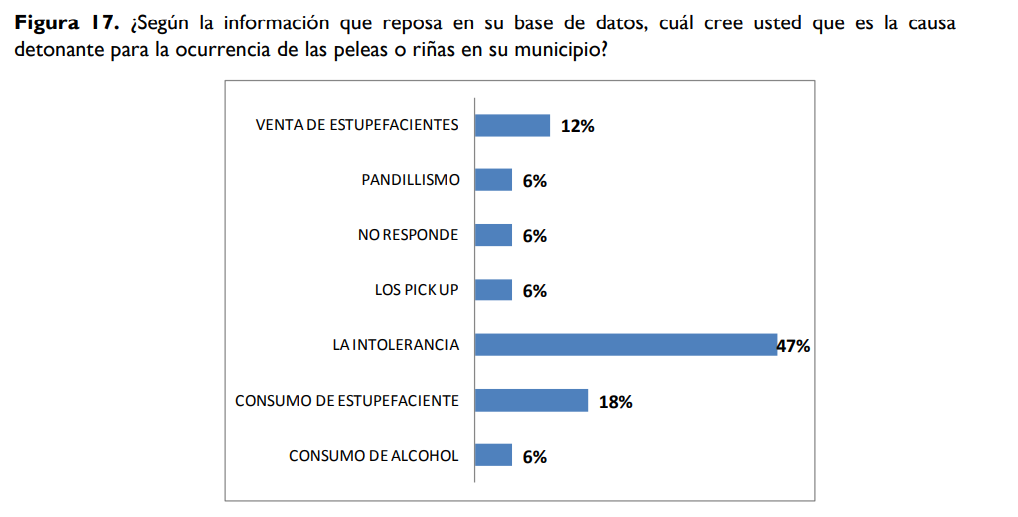 Figura 17. ¿Según la información que reposa en su base de datos, cuál cree usted que es la causa
detonante para la ocurrencia de las peleas o riñas en su municipio?
VENTA DE ESTUPEFACIENTES 12%
PANDILLISMO 6%
NO RESPONDE 6%
LOS PICK UP 6%
LA INTOLERANCIA 47%
CONSUMO DE ESTUPEFACIENTE 18%
CONSUMO DE ALCOHOL 6%